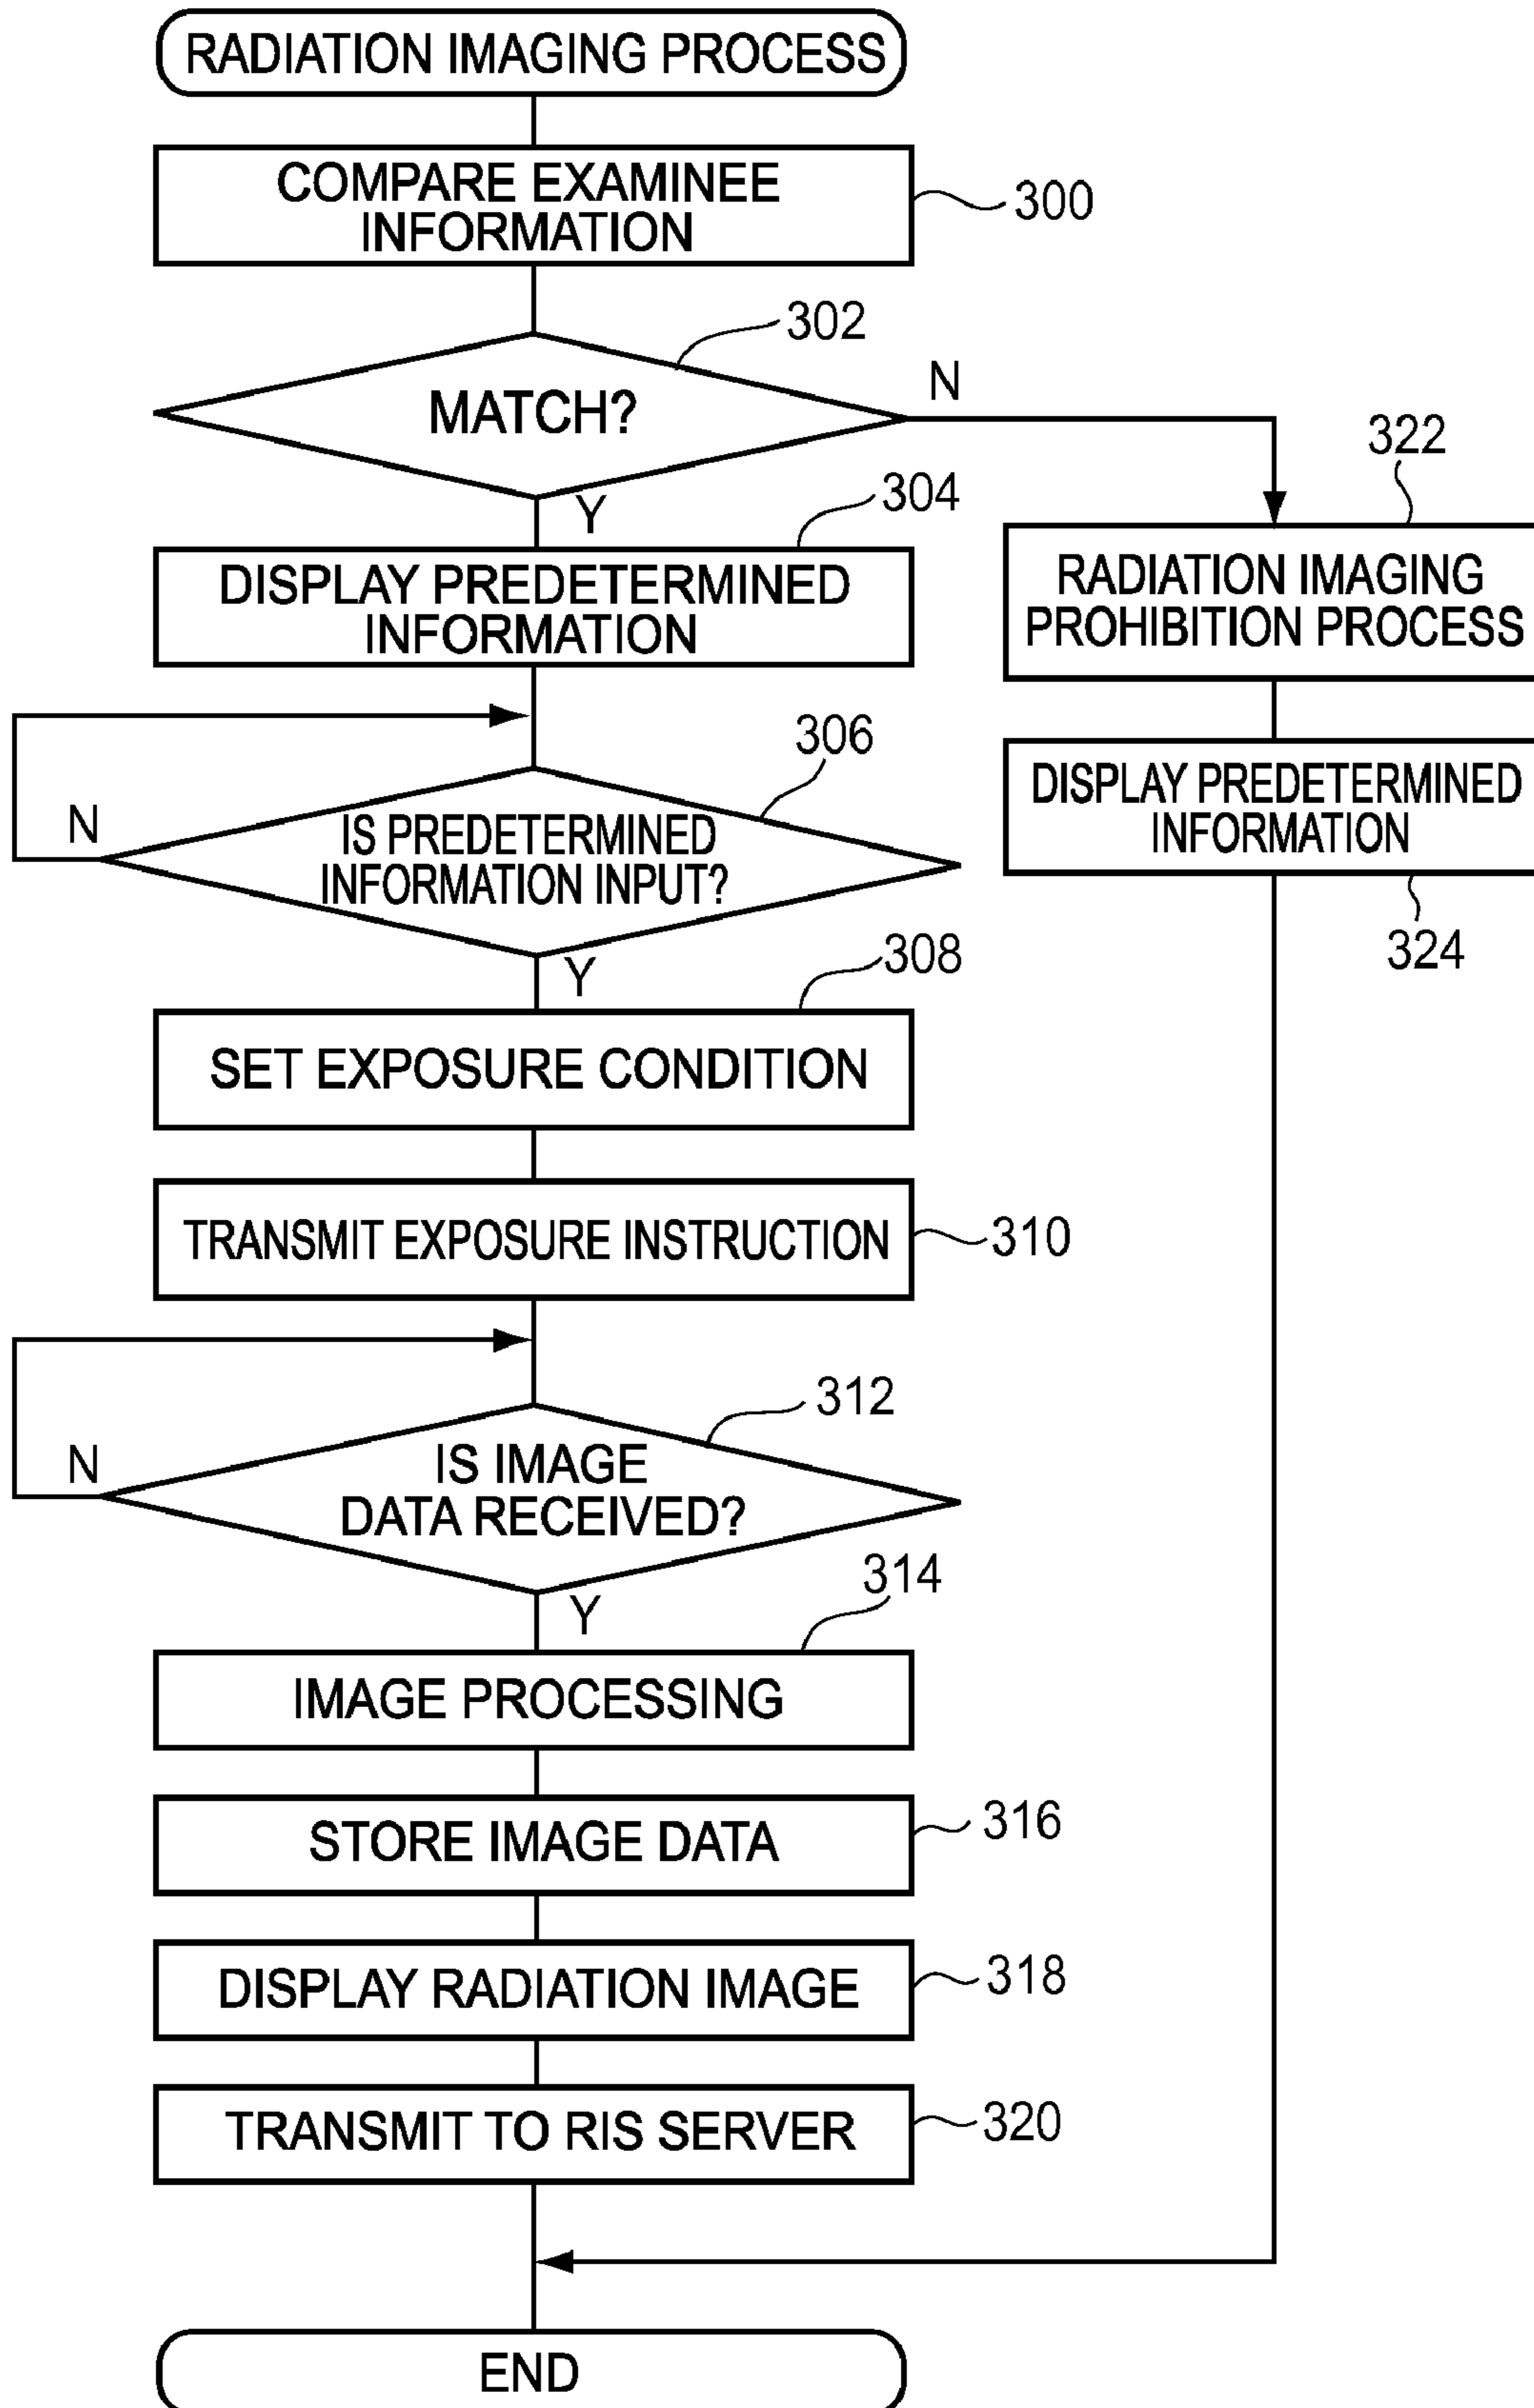 RADIATION IMAGING PROCESS
COMPARE EXAMINEE
INFORMATION
300
302
MATCH?
N
Y
322
304
DISPLAY PREDETERMINED
INFORMATION
RADIATION IMAGING
PROHIBITION PROCESS
306
N
IS PREDETERMINED
INFORMATION INPUT?
Y
DISPLAY PREDETERMINED
INFORMATION
324
308
SET EXPOSURE CONDITION
TRANSMIT EXPOSURE INSTRUCTION
310
312
N
IS IMAGE
DATA RECEIVED?
Y
314
IMAGE PROCESSING
STORE IMAGE DATA
316
DISPLAY RADIATION IMAGE
318
TRANSMIT TO RIS SERVER
320
END